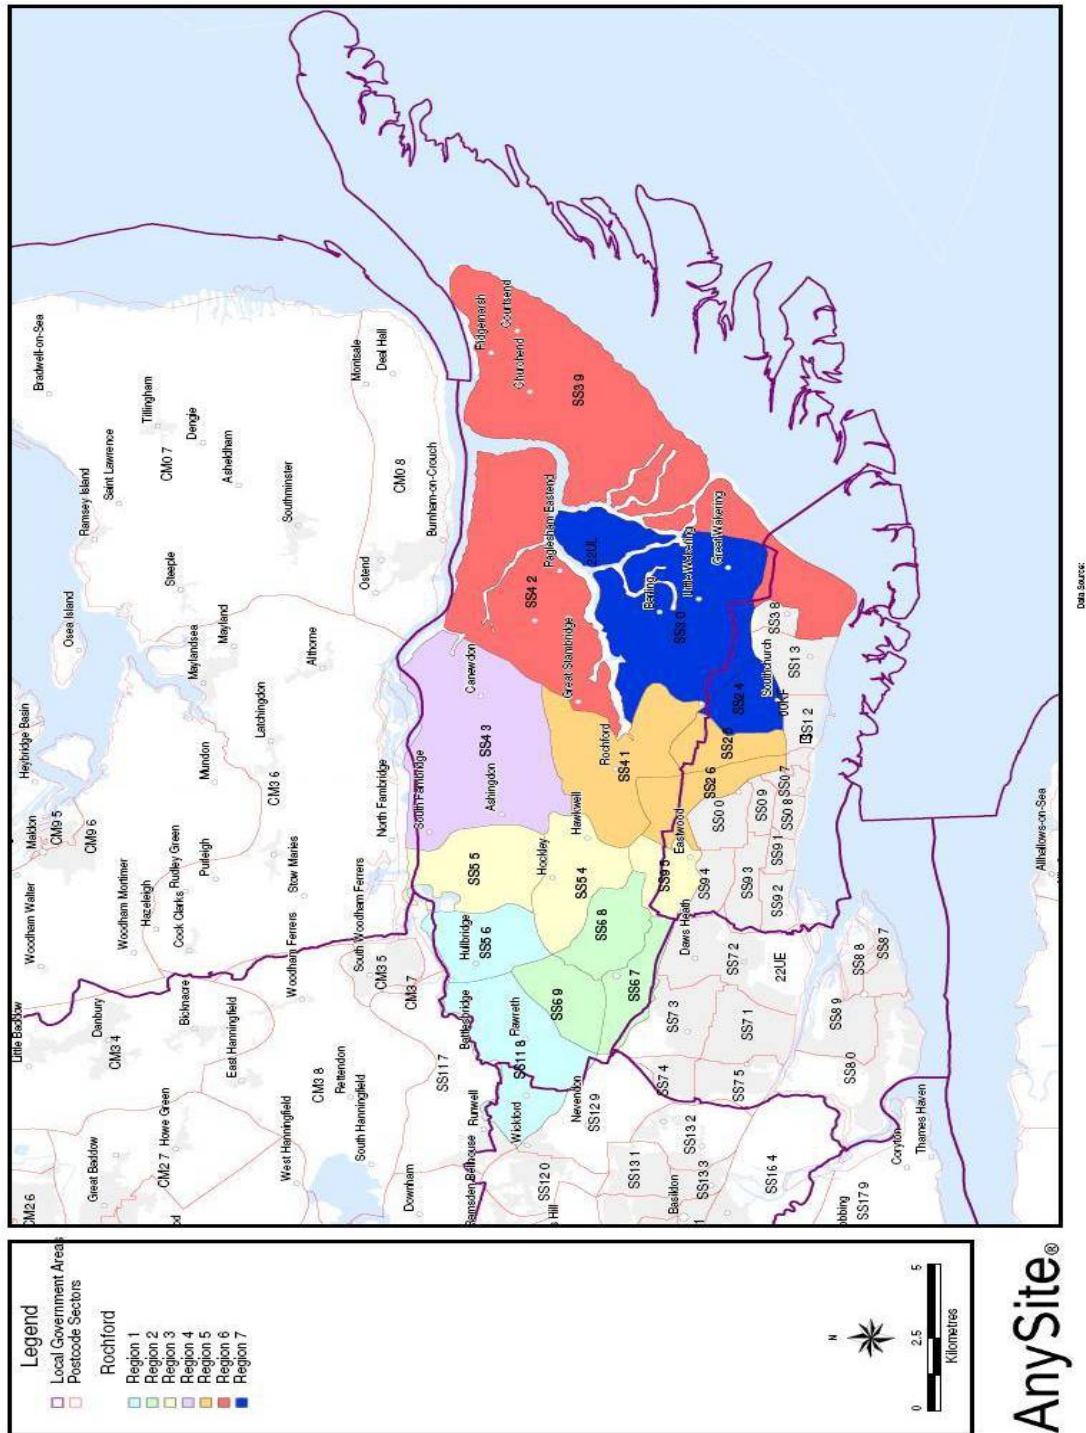 Legend
Local Government Areas
Postcode Sectors
Rochford
Region 1
Region 2
Region 3
Region 4
Region 5
Region 6
Region 7
N
0
2.5
5
Kilometres
AnySite®
Data Source:
CM2 6
Great Baddow
CM2 7
Howe Green
West Hanningfield
South Hanningfield
Downham
Ramsden Bellhouse
Runwell
Little Baddow
Danbury
CM3 4
Bicknacre
East Hanningfield
CM3 8
Rettendon
SS11 7
Woodham Walter
Woodham Mortimer
Hazeleigh
Cock Clarks
Rudley Green
Purleigh
Woodham Ferrers
Stow Maries
South Woodham Ferrers
CM3 5
CM3 7
Maldon
CM9 5
CM9 6
Heybridge Basin
Mundon
Latchingdon
CM3 6
North Fambridge
South Fambridge
Osea Island
Maylandsea
Mayland
Althorne
Steeple
Ramsey Island
Saint Lawrence
Bradwell-on-Sea
Tillingham
CM0 7
Dengie
Asheldham
Southminster
Ostend
Burnham-on-Crouch
CM0 8
Montsale
Deal Hall
Battlesbridge
Hullbridge
SS5 6
Rawreth
SS11 8
Wickford
Nevendon
SS12 9
SS12 0
s Hill
SS6 9
SS6 7
SS6 8
SS5 5
Hockley
SS5 4
Hawkwell
SS9 5
Eastwood
Canewdon
SS4 3
Ashingdon
Rochford
SS4 1
SS2 6
Great Stambridge
SS4 2
Paglesham Eastend
22UL
Barling
Little Wakering
Great Wakering
SS3 0
SS2 4
SS3 9
Ridgemarsh
Courtsend
Churchend
SS3 8
Southchurch
SS1 3
00KF
SS1 2
SS0 7
SS0 0
SS0 9
SS0 8
SS9 1
SS9 4
SS9 3
SS9 2
Daws Heath
SS7 2
22UE
SS7 3
SS7 1
SS7 4
SS7 5
SS8 8
SS8 7
SS8 9
SS8 0
SS13 1
SS13 2
Basildon
SS13 3
SS16 4
SS17 9
Coryton
Thames Haven
Allhallows-on-Sea